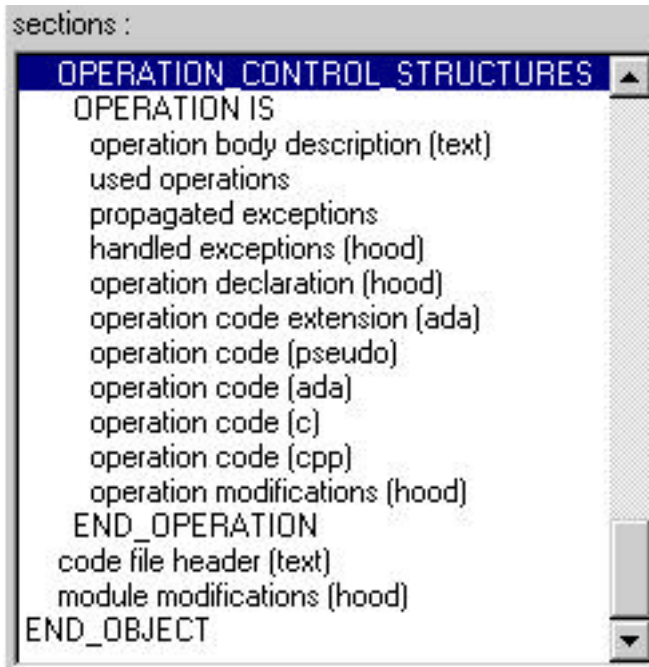 sections :
OPERATION_CONTROL_STRUCTURES
OPERATION IS
operation body description (text)
used operations
propagated exceptions
handled exceptions (hood)
operation declaration (hood)
operation code extension (ada)
operation code (pseudo)
operation code (ada)
operation code (c)
operation code (cpp)
operation modifications (hood)
END_OPERATION
code file header (text)
module modifications (hood)
END_OBJECT